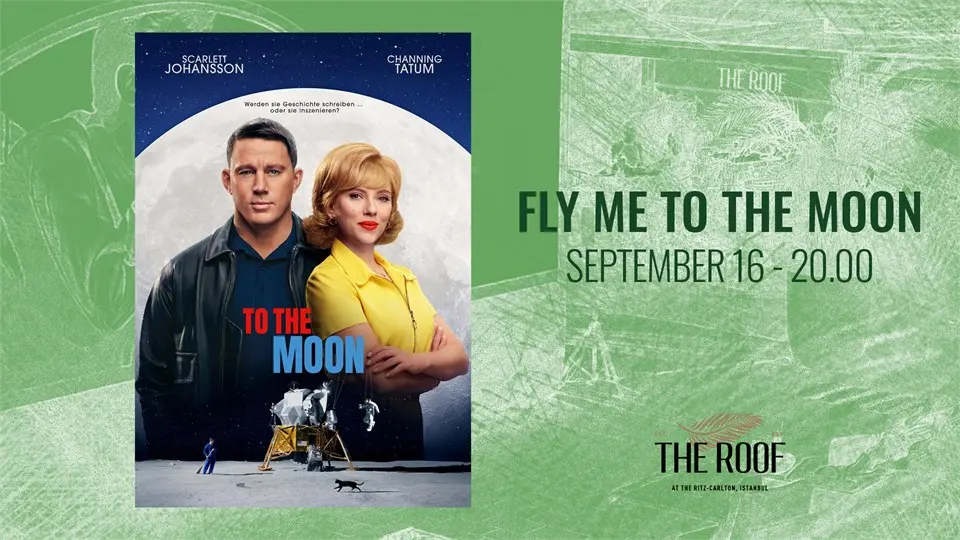 SCARLETT
JOHANSSON
CHANNING
TATUM
Werden sie Geschichte schreiben ...
oder sie inszenieren?
TO THE
MOON
THE ROOF
FLY ME TO THE MOON
SEPTEMBER 16 - 20.00
THE ROOF
AT THE RITZ-CARLTON, ISTANBUL